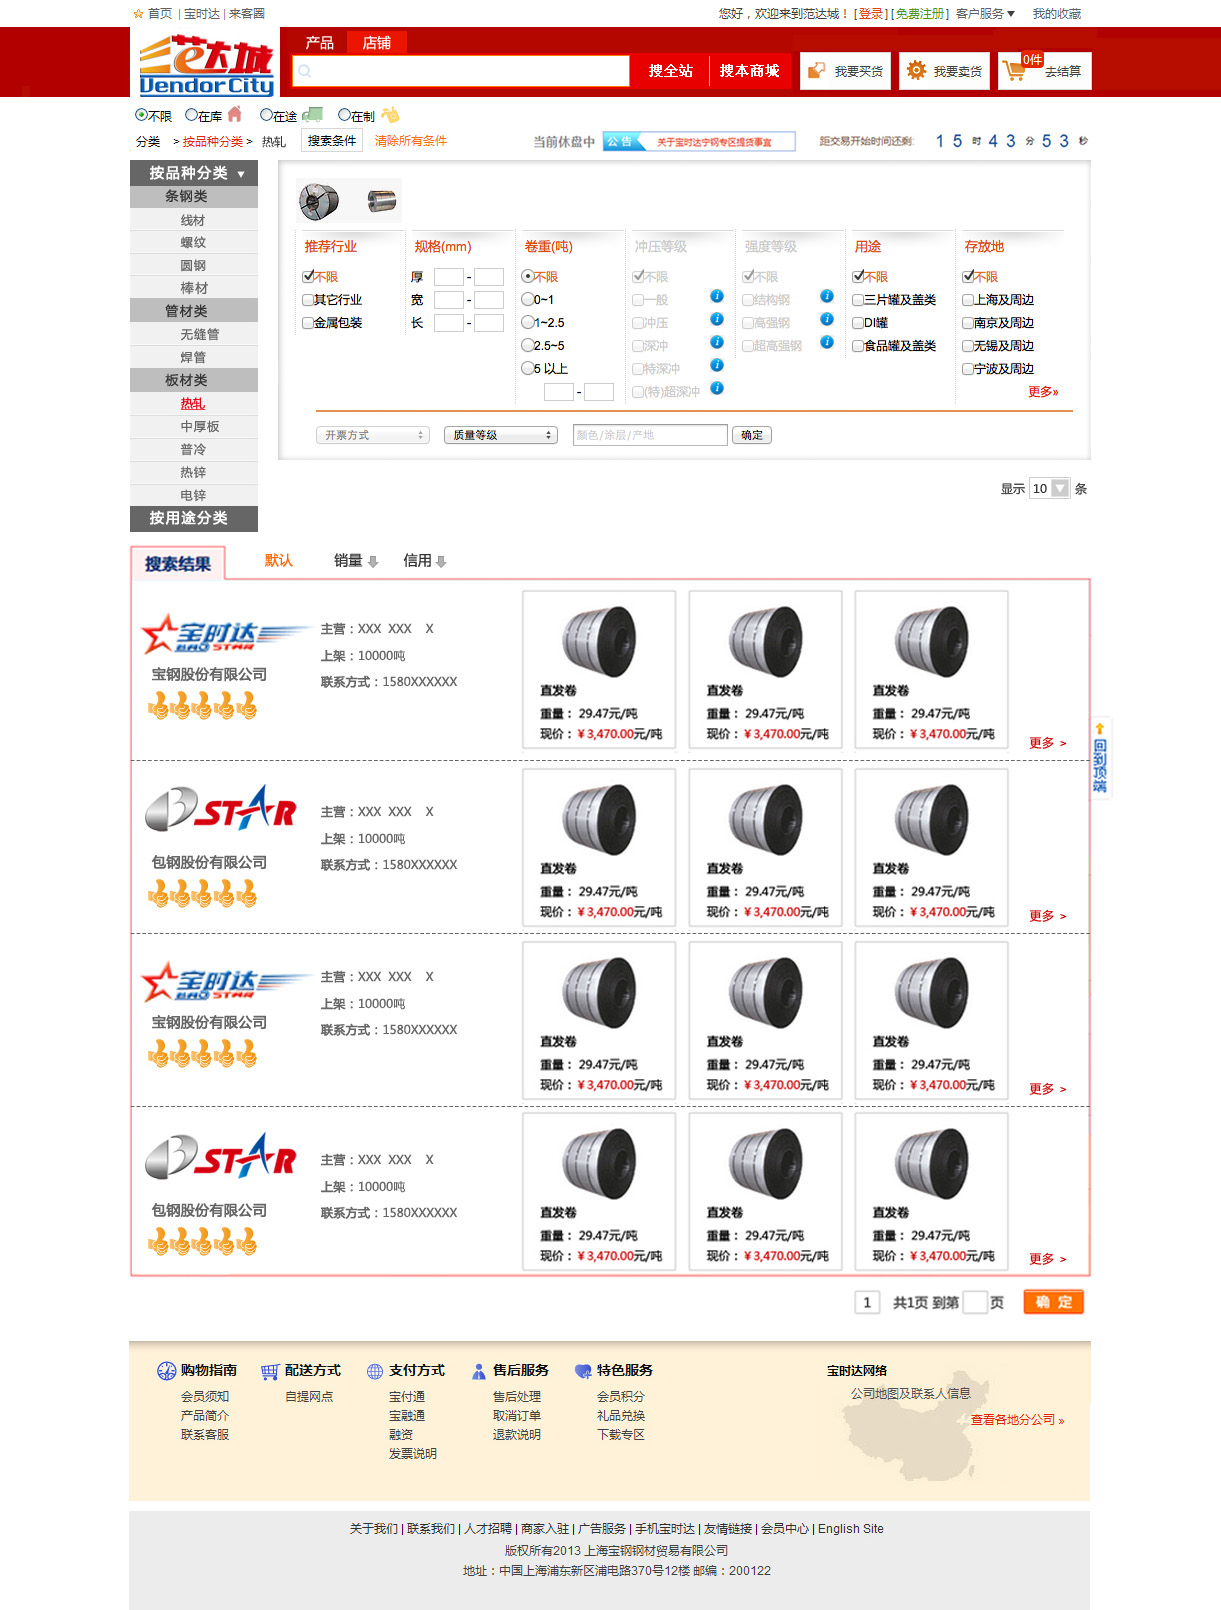 首页 | 宝时达 | 来客圈
您好，欢迎来到范达城！ [登录] [免费注册] 客户服务 我的收藏
范达城
VendorCity
产品 店铺
搜全站 搜本商城
我要买货 我要卖货 0件 去结算
不限 在库 在途 在制
分类 > 按品种分类 > 热轧 搜索条件 清除所有条件
当前休盘中 公告 关于宝时达宁钢专区提货事宜 距交易开始时间还剩: 15时43分53秒
按品种分类
条钢类
线材
螺纹
圆钢
棒材
管材类
无缝管
焊管
板材类
热轧
中厚板
普冷
热锌
电锌
按用途分类
推荐行业
不限
其它行业
金属包装
规格(mm)
厚 -
宽 -
长 -
卷重(吨)
不限
0~1
1~2.5
2.5~5
5 以上
-
冲压等级
不限
一般
冲压
深冲
特深冲
(特)超深冲
强度等级
不限
结构钢
高强钢
超高强钢
用途
不限
三片罐及盖类
DI罐
食品罐及盖类
存放地
不限
上海及周边
南京及周边
无锡及周边
宁波及周边
更多»
开票方式 质量等级 颜色/涂层/产地 确定
显示 10 条
搜索结果 默认 销量 信用
宝时达
BAO STAR
宝钢股份有限公司
主营：XXX XXX X
上架：10000吨
联系方式：1580XXXXXX
直发卷 直发卷 直发卷
重量： 29.47元/吨 重量： 29.47元/吨 重量： 29.47元/吨
现价：￥3,470.00元/吨 现价：￥3,470.00元/吨 现价：￥3,470.00元/吨
更多 >
回到顶端
BSTAR
包钢股份有限公司
主营：XXX XXX X
上架：10000吨
联系方式：1580XXXXXX
直发卷 直发卷 直发卷
重量： 29.47元/吨 重量： 29.47元/吨 重量： 29.47元/吨
现价：￥3,470.00元/吨 现价：￥3,470.00元/吨 现价：￥3,470.00元/吨
更多 >
宝时达
BAO STAR
宝钢股份有限公司
主营：XXX XXX X
上架：10000吨
联系方式：1580XXXXXX
直发卷 直发卷 直发卷
重量： 29.47元/吨 重量： 29.47元/吨 重量： 29.47元/吨
现价：￥3,470.00元/吨 现价：￥3,470.00元/吨 现价：￥3,470.00元/吨
更多 >
BSTAR
包钢股份有限公司
主营：XXX XXX X
上架：10000吨
联系方式：1580XXXXXX
直发卷 直发卷 直发卷
重量： 29.47元/吨 重量： 29.47元/吨 重量： 29.47元/吨
现价：￥3,470.00元/吨 现价：￥3,470.00元/吨 现价：￥3,470.00元/吨
更多 >
1 共1页 到第 页 确 定
购物指南
会员须知
产品简介
联系客服
配送方式
自提网点
支付方式
宝付通
宝融通
融资
发票说明
售后服务
售后处理
取消订单
退款说明
特色服务
会员积分
礼品兑换
下载专区
宝时达网络
公司地图及联系人信息
查看各地分公司 »
关于我们 | 联系我们 | 人才招聘 | 商家入驻 | 广告服务 | 手机宝时达 | 友情链接 | 会员中心 | English Site
版权所有2013 上海宝钢钢材贸易有限公司
地址：中国上海浦东新区浦电路370号12楼 邮编：200122